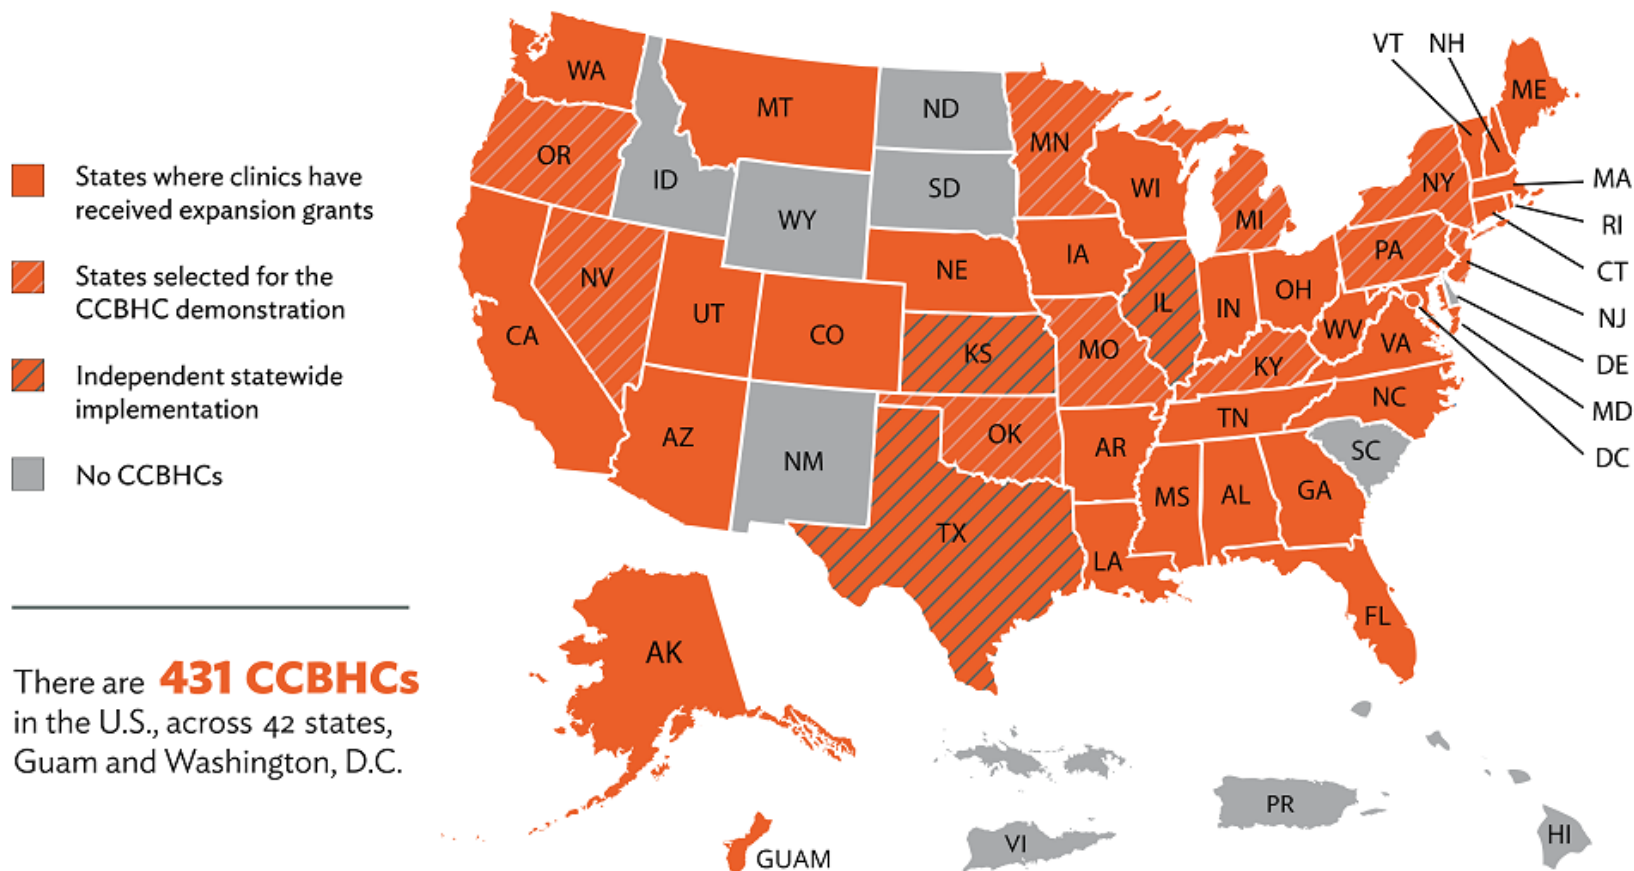 States where clinics have
received expansion grants
States selected for the
CCBHC demonstration
Independent statewide
implementation
No CCBHCs
There are 431 CCBHCs
in the U.S., across 42 states,
Guam and Washington, D.C.
WA
MT
ND
MN
VT
NH
ME
OR
ID
SD
WI
MI
NY
MA
RI
CT
NJ
DE
MD
DC
WY
NV
UT
CA
CO
NE
IA
IL
IN
OH
PA
WV
VA
KS
MO
KY
NC
TN
AZ
NM
OK
AR
SC
MS
AL
GA
TX
LA
FL
AK
GUAM
VI
PR
HI